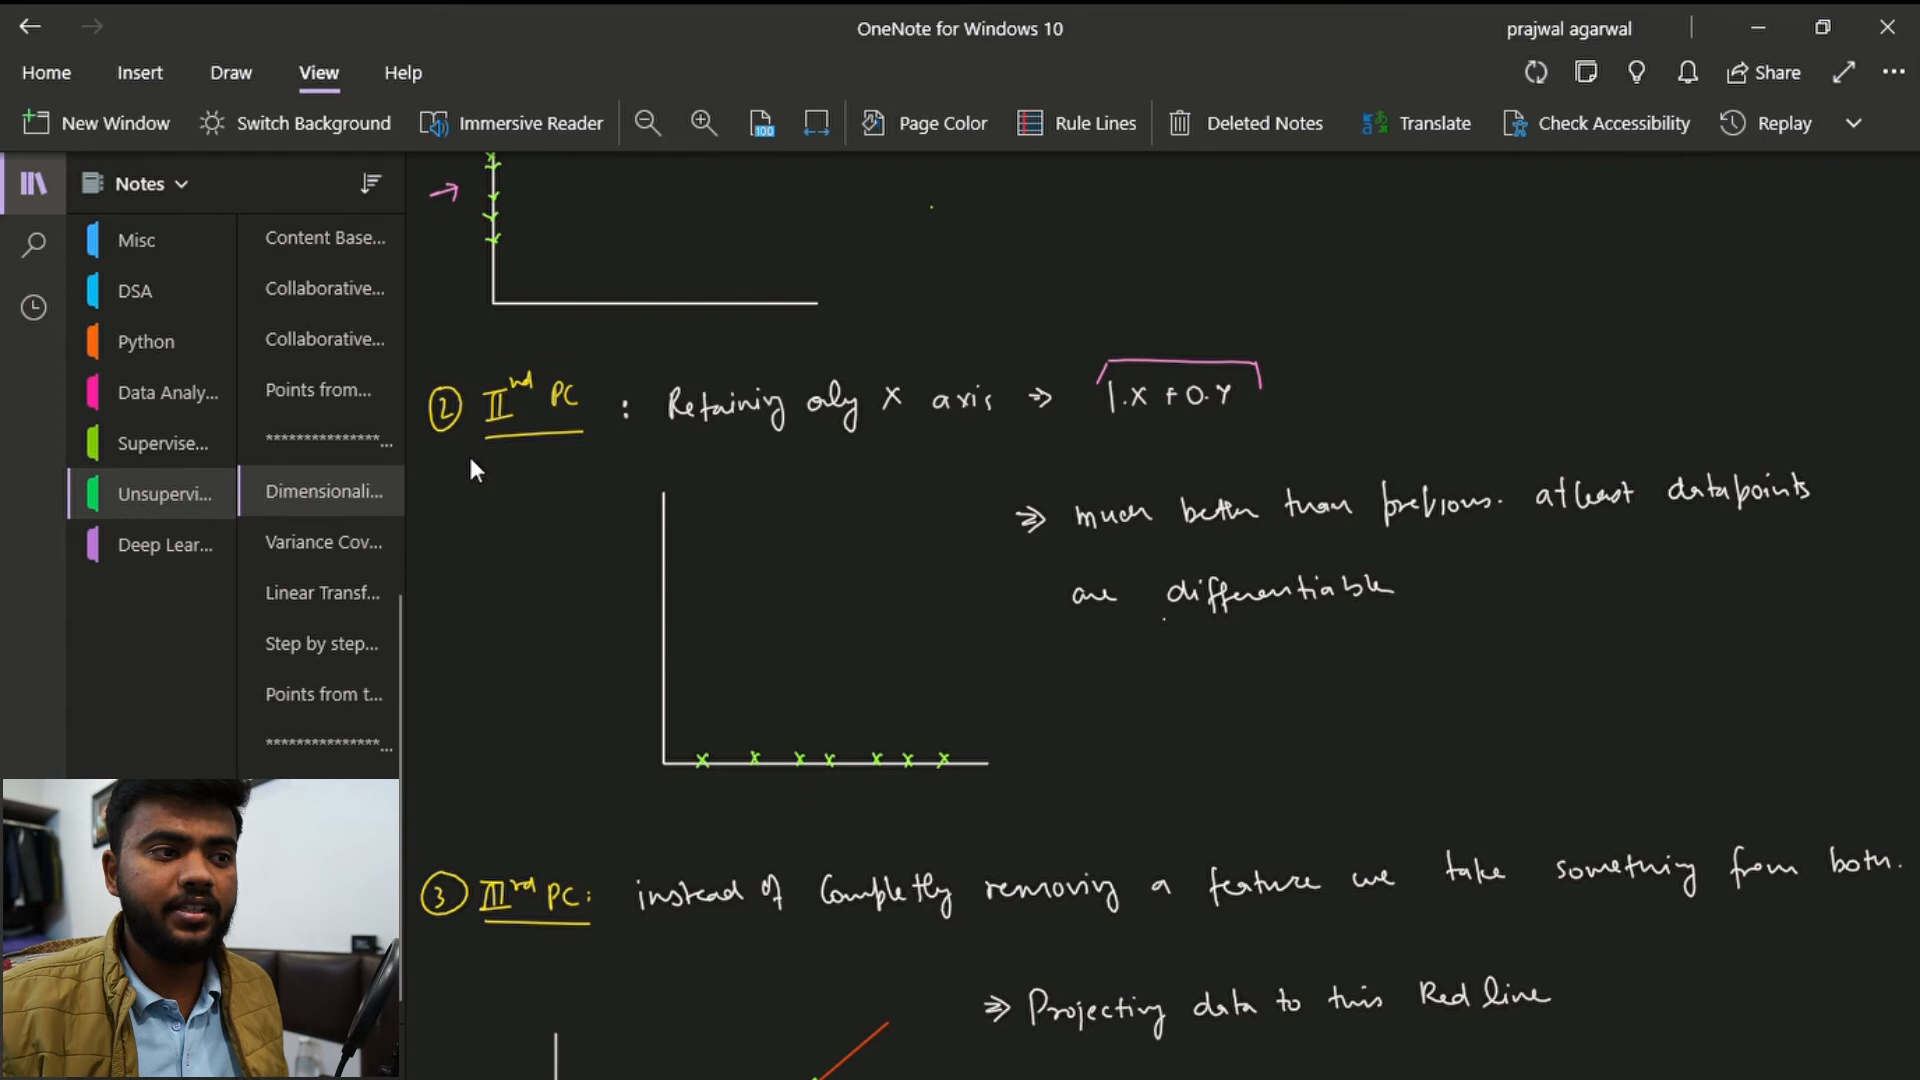 OneNote for Windows 10
prajwal agarwal
Home Insert Draw View Help
Share
New Window Switch Background Immersive Reader 100 Page Color Rule Lines Deleted Notes Translate Check Accessibility Replay
Notes
Misc
DSA
Python
Data Analy...
Supervise...
Unsupervi...
Deep Lear...
Content Base...
Collaborative...
Collaborative...
Points from...
***************...
Dimensionali...
Variance Cov...
Linear Transf...
Step by step...
Points from t...
***************...
② IInd PC : Retaining only X axis ⇒ 1.X + 0.Y
⇒ much better than previous. atleast datapoints
are differentiable
③ IIIrd PC: instead of Completly removing a feature we take something from both.
⇒ Projecting data to this Red line